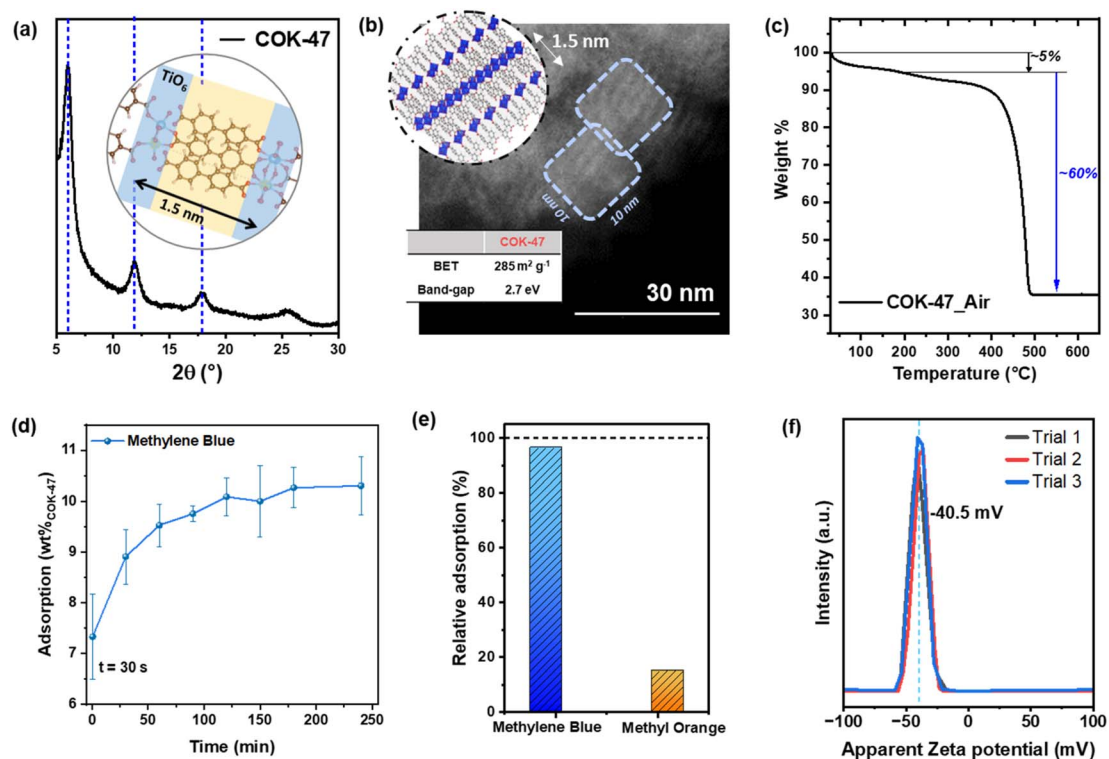 (a)
COK-47
TiO6
1.5 nm
5 10 15 20 25 30
2θ (°)
(b)
1.5 nm
10 nm
10 nm
COK-47
BET 285 m² g⁻¹
Band-gap 2.7 eV
30 nm
(c)
100
90
80
70
60
50
40
30
Weight %
~5%
~60%
COK-47_Air
100 200 300 400 500 600
Temperature (°C)
(d)
Methylene Blue
11
10
9
8
7
6
Adsorption (wt%COK-47)
t = 30 s
0 50 100 150 200 250
Time (min)
(e)
100
80
60
40
20
0
Relative adsorption (%)
Methylene Blue Methyl Orange
(f)
Trial 1
Trial 2
Trial 3
-40.5 mV
Intensity (a.u.)
−100 −50 0 50 100
Apparent Zeta potential (mV)